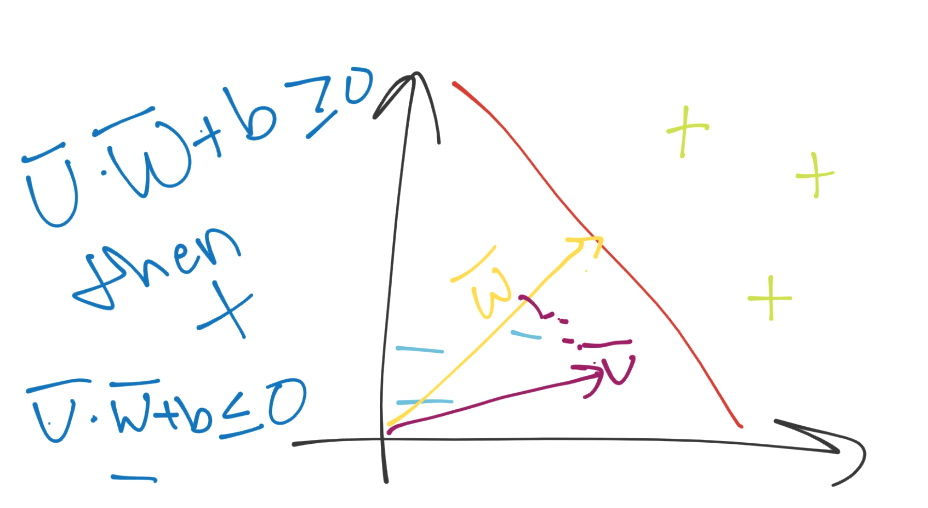 U̅·W̅+b ≥0
then
+
U̅·W̅+b≤0
−
W̅
U̅
+
+
+
−
−
−